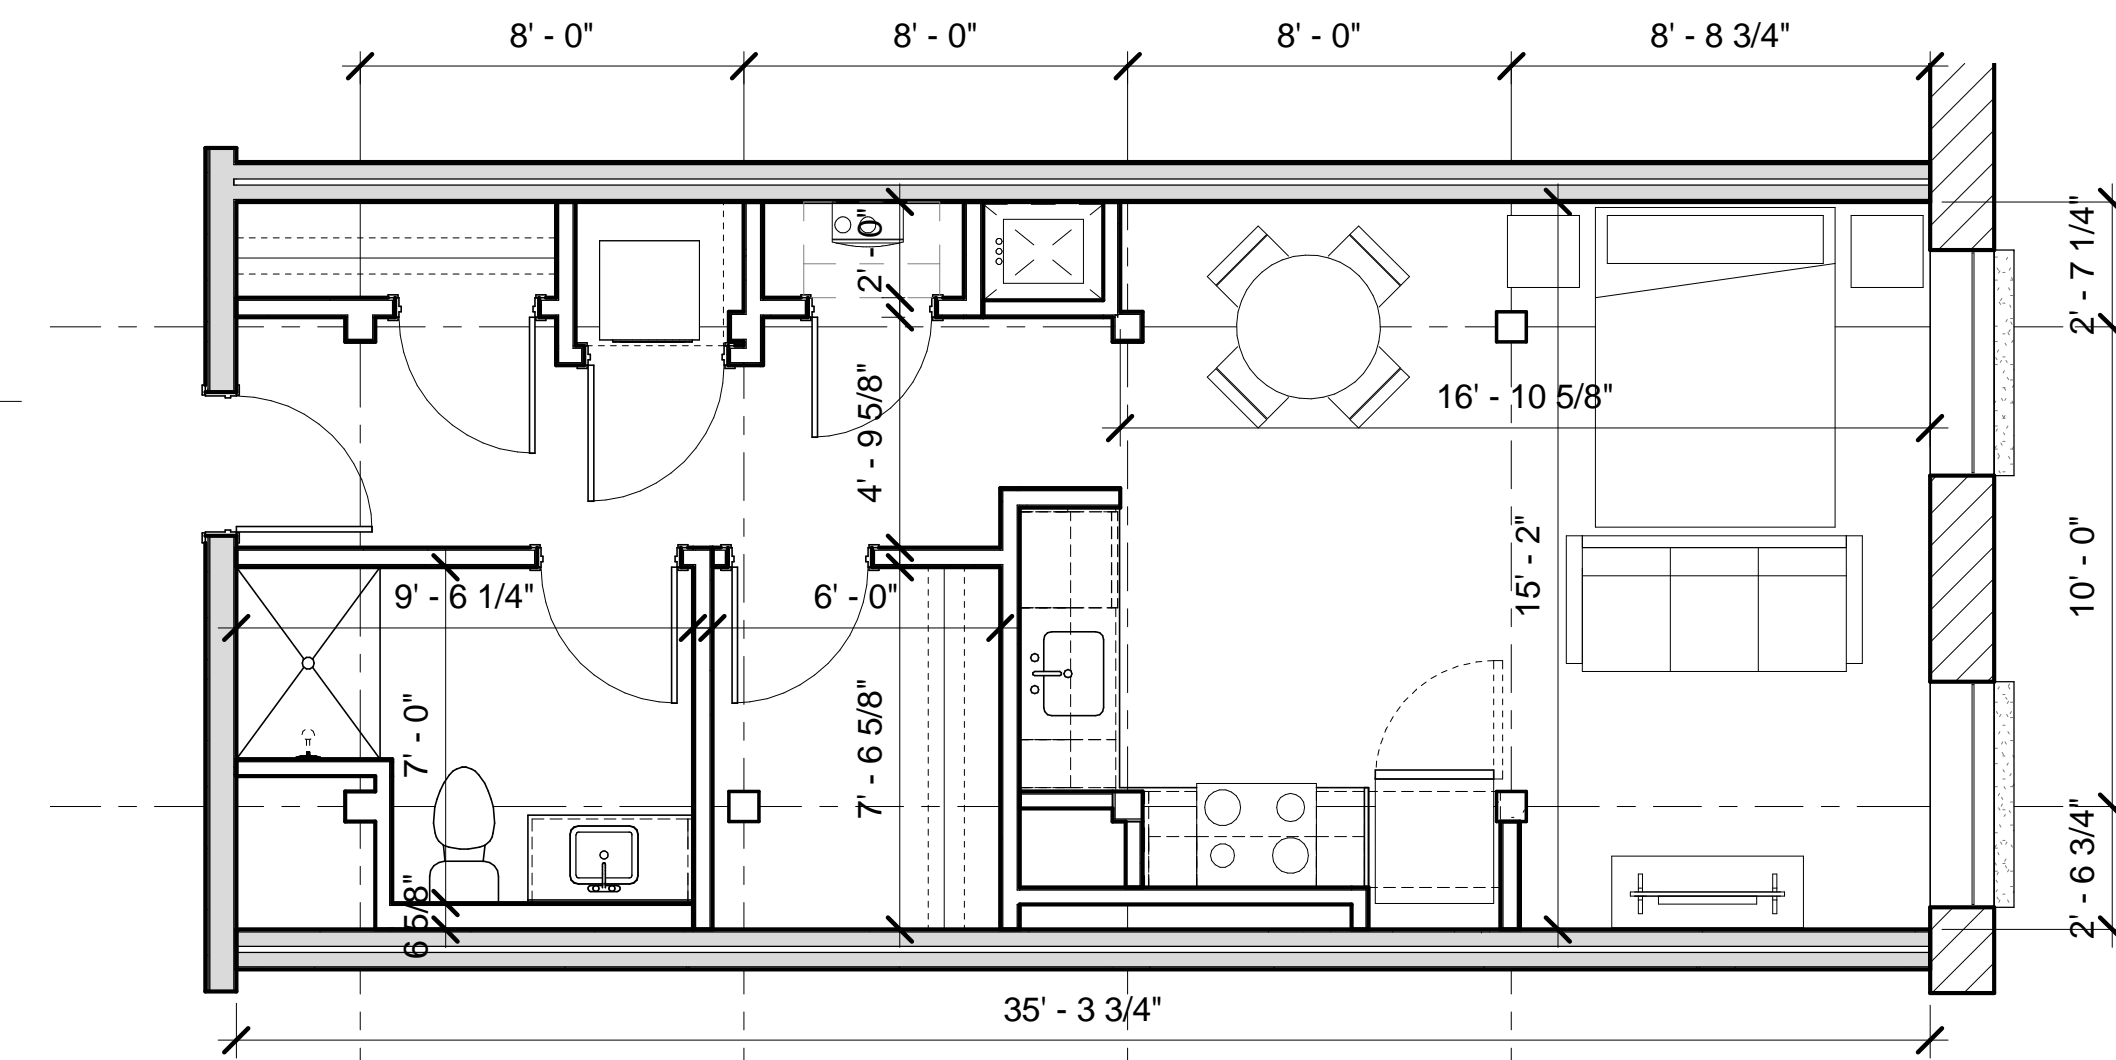 8' - 0"
8' - 0"
8' - 0"
8' - 8 3/4"
2' - 0"
2' - 7 1/4"
4' - 9 5/8"
16' - 10 5/8"
9' - 6 1/4"
6' - 0"
15' - 2"
10' - 0"
7' - 0"
7' - 6 5/8"
6 5/8"
2' - 6 3/4"
35' - 3 3/4"